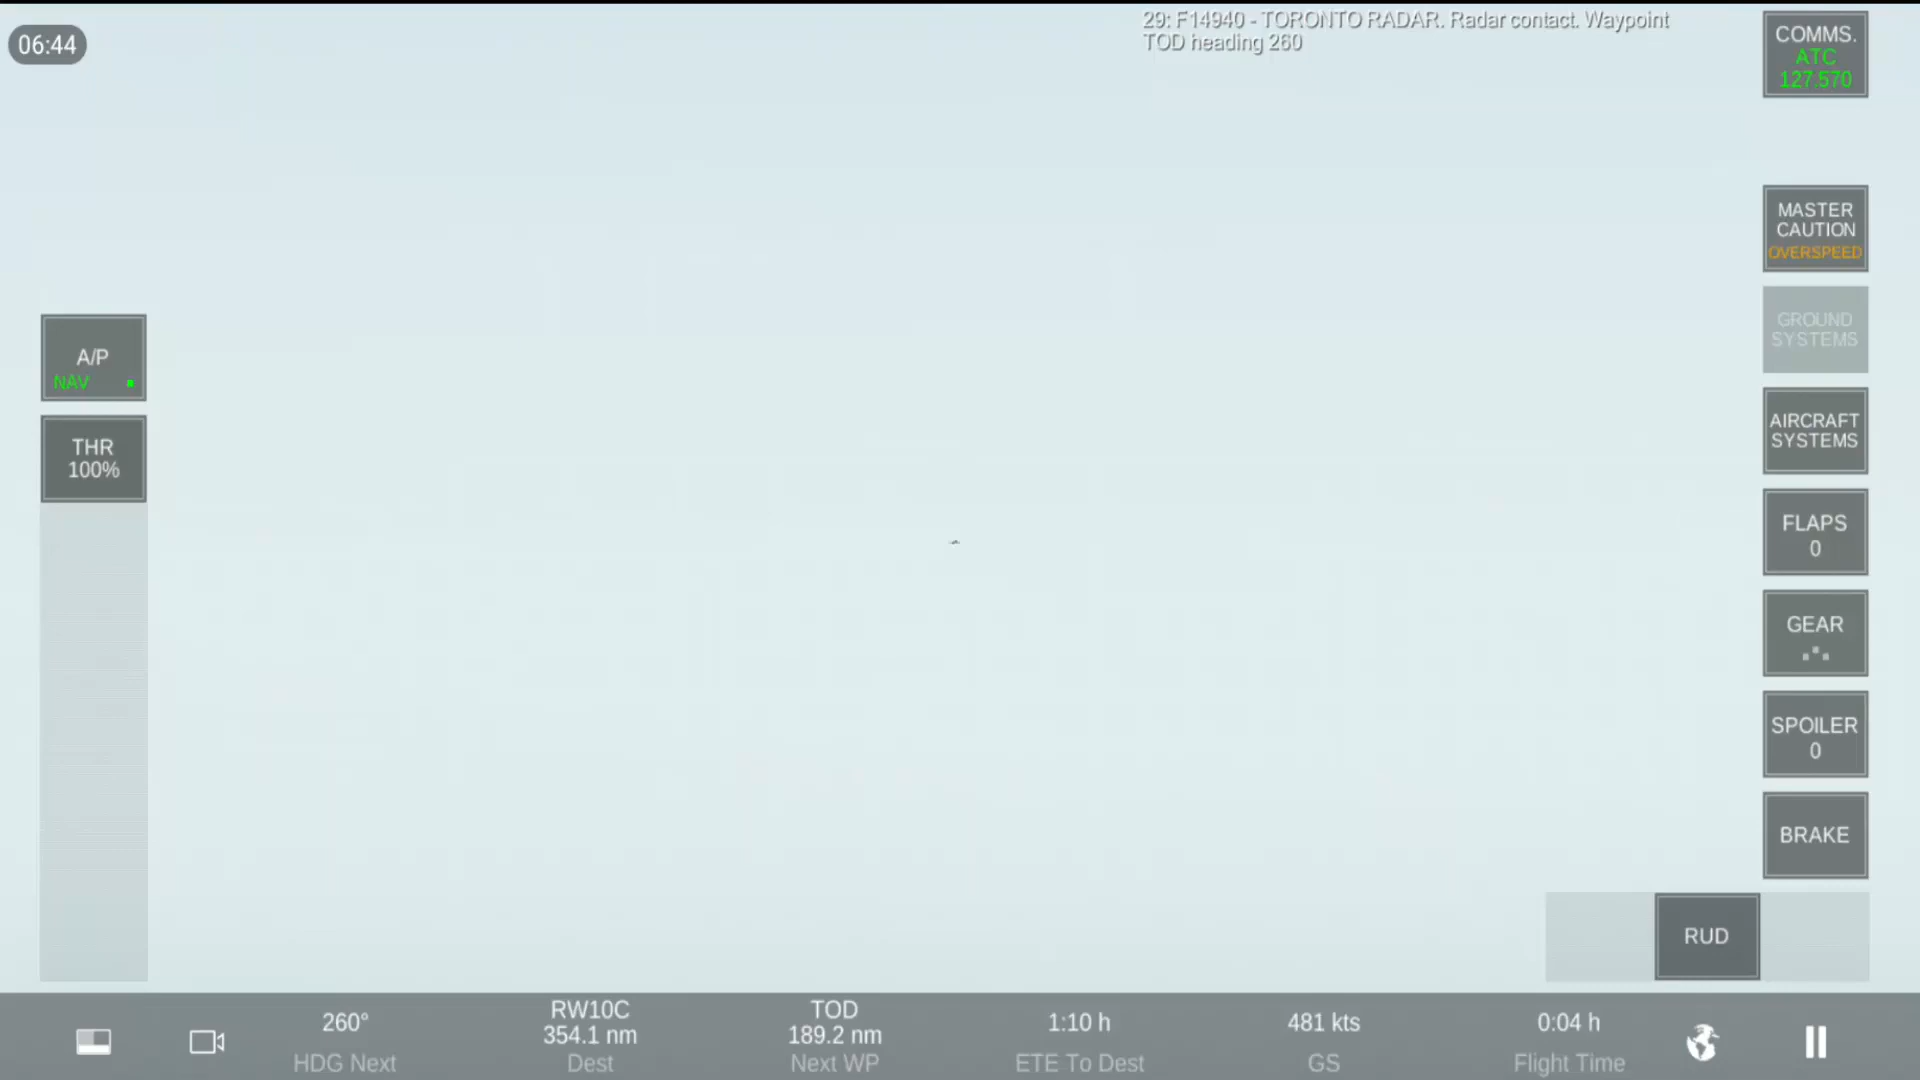 06:44
29: F14940 - TORONTO RADAR. Radar contact. Waypoint
TOD heading 260
COMMS.
ATC
127.570
MASTER
CAUTION
OVERSPEED
GROUND
SYSTEMS
A/P
NAV
THR
100%
AIRCRAFT
SYSTEMS
FLAPS
0
GEAR
SPOILER
0
BRAKE
RUD
260°
HDG Next
RW10C
354.1 nm
Dest
TOD
189.2 nm
Next WP
1:10 h
ETE To Dest
481 kts
GS
0:04 h
Flight Time